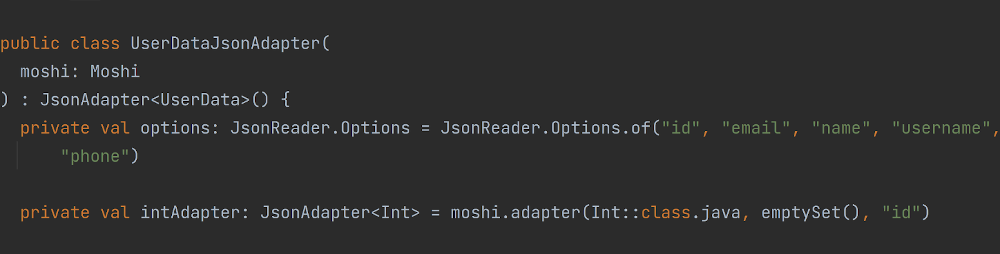 public class UserDataJsonAdapter(
  moshi: Moshi
) : JsonAdapter<UserData>() {
  private val options: JsonReader.Options = JsonReader.Options.of("id", "email", "name", "username",
      "phone")
  private val intAdapter: JsonAdapter<Int> = moshi.adapter(Int::class.java, emptySet(), "id")